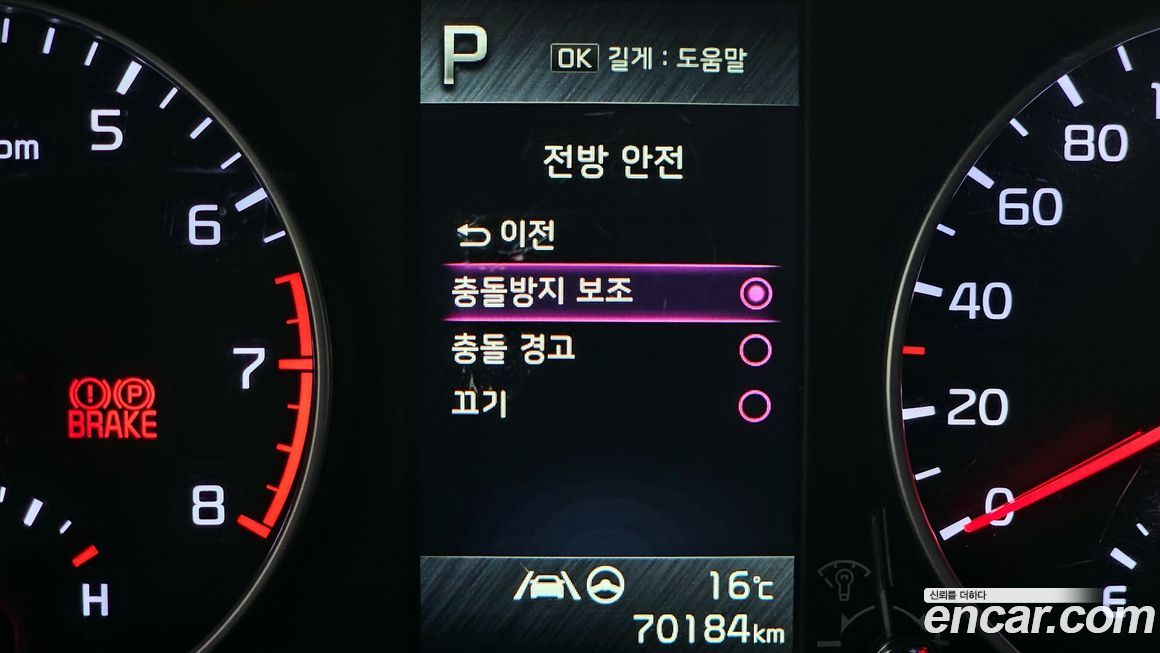 P
OK 길게 : 도움말
전방 안전
이전
충돌방지 보조
충돌 경고
끄기
16℃
70184km
5
6
7
8
H
(!) (P)
BRAKE
80
60
40
20
0
E
신뢰를 더하다
encar.com